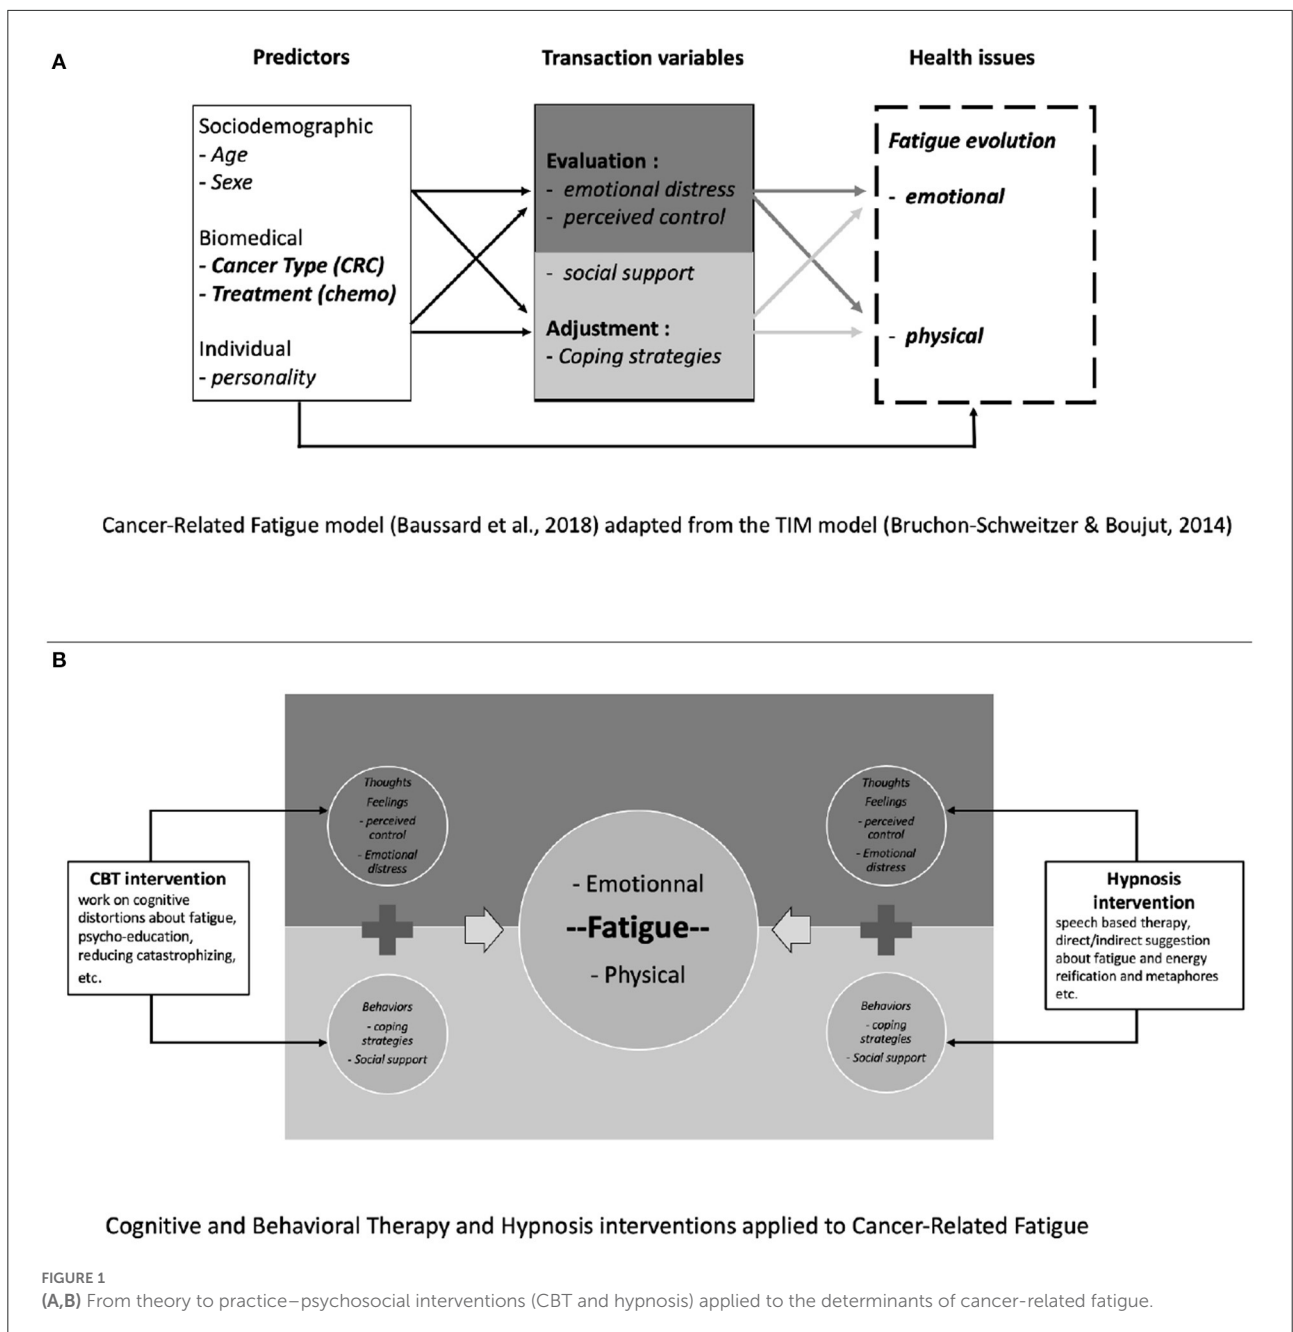 A
Predictors
Transaction variables
Health issues
Sociodemographic
- Age
- Sexe
Biomedical
- Cancer Type (CRC)
- Treatment (chemo)
Individual
- personality
Evaluation :
- emotional distress
- perceived control
- social support
Adjustment :
- Coping strategies
Fatigue evolution
- emotional
- physical
Cancer-Related Fatigue model (Baussard et al., 2018) adapted from the TIM model (Bruchon-Schweitzer & Boujut, 2014)
B
CBT intervention
work on cognitive
distortions about fatigue,
psycho-education,
reducing catastrophizing,
etc.
Thoughts
Feelings
- perceived
control
- Emotional
distress
Behaviors
- coping
strategies
- Social support
- Emotionnal
--Fatigue--
- Physical
Thoughts
Feelings
- perceived
control
- Emotional
distress
Behaviors
- coping
strategies
- Social support
Hypnosis
intervention
speech based therapy,
direct/indirect suggestion
about fatigue and energy
reification and metaphores
etc.
Cognitive and Behavioral Therapy and Hypnosis interventions applied to Cancer-Related Fatigue
FIGURE 1
(A,B) From theory to practice–psychosocial interventions (CBT and hypnosis) applied to the determinants of cancer-related fatigue.